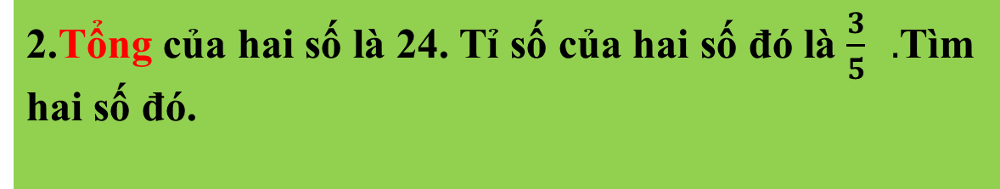 2.Tổng của hai số là 24. Tỉ số của hai số đó là 3/5 .Tìm
hai số đó.